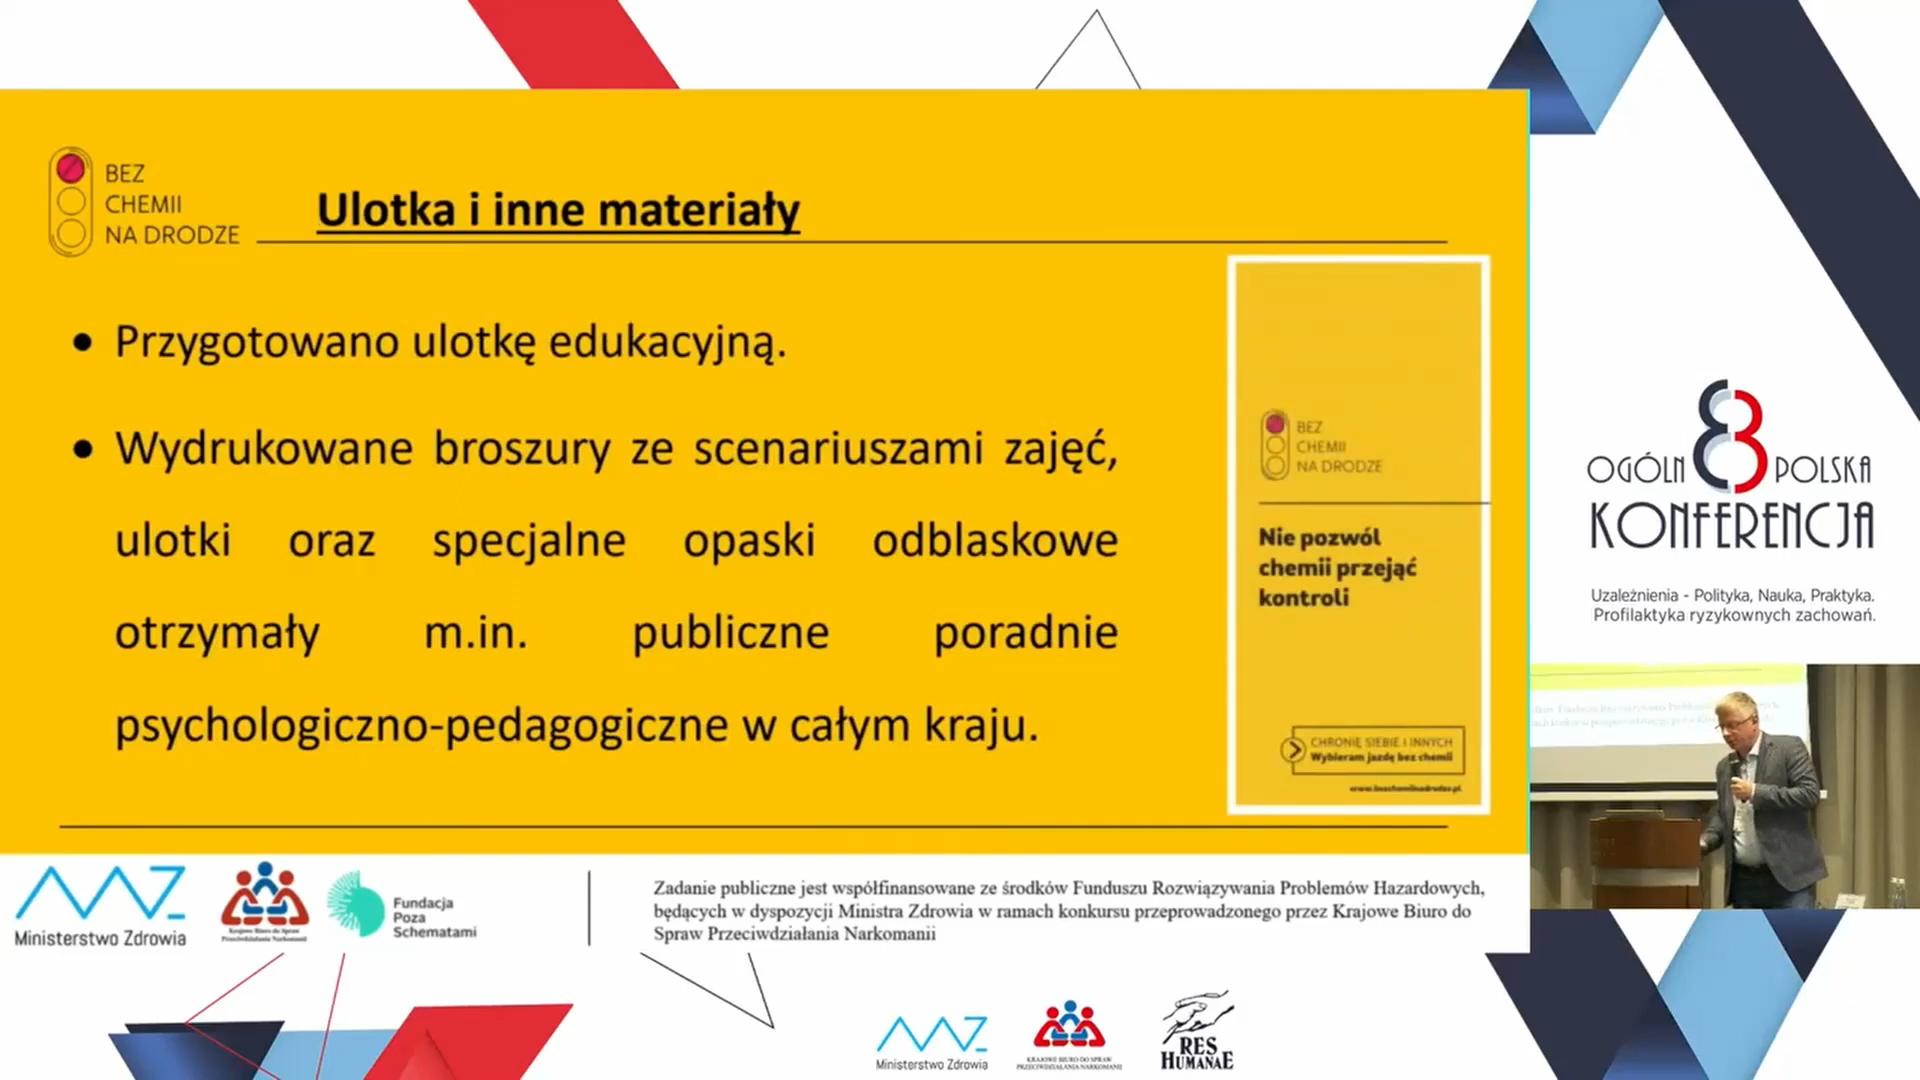 BEZ
CHEMII
NA DRODZE
Ulotka i inne materiały
• Przygotowano ulotkę edukacyjną.
• Wydrukowane broszury ze scenariuszami zajęć,
ulotki oraz specjalne opaski odblaskowe
otrzymały m.in. publiczne poradnie
psychologiczno-pedagogiczne w całym kraju.
BEZ
CHEMII
NA DRODZE
Nie pozwól
chemii przejąć
kontroli
CHRONIĘ SIEBIE I INNYCH
Wybieram jazdę bez chemii
www.bezchemiinadrodze.pl
Ministerstwo Zdrowia
Krajowe Biuro do Spraw
Przeciwdziałania Narkomanii
Fundacja
Poza
Schematami
Zadanie publiczne jest współfinansowane ze środków Funduszu Rozwiązywania Problemów Hazardowych,
będących w dyspozycji Ministra Zdrowia w ramach konkursu przeprowadzonego przez Krajowe Biuro do
Spraw Przeciwdziałania Narkomanii
OGÓLN 8 POLSKA
KONFERENCJA
Uzależnienia - Polityka, Nauka, Praktyka.
Profilaktyka ryzykownych zachowań.
Ministerstwo Zdrowia
KRAJOWE BIURO DO SPRAW
PRZECIWDZIAŁANIA NARKOMANII
RES
HUMANAE